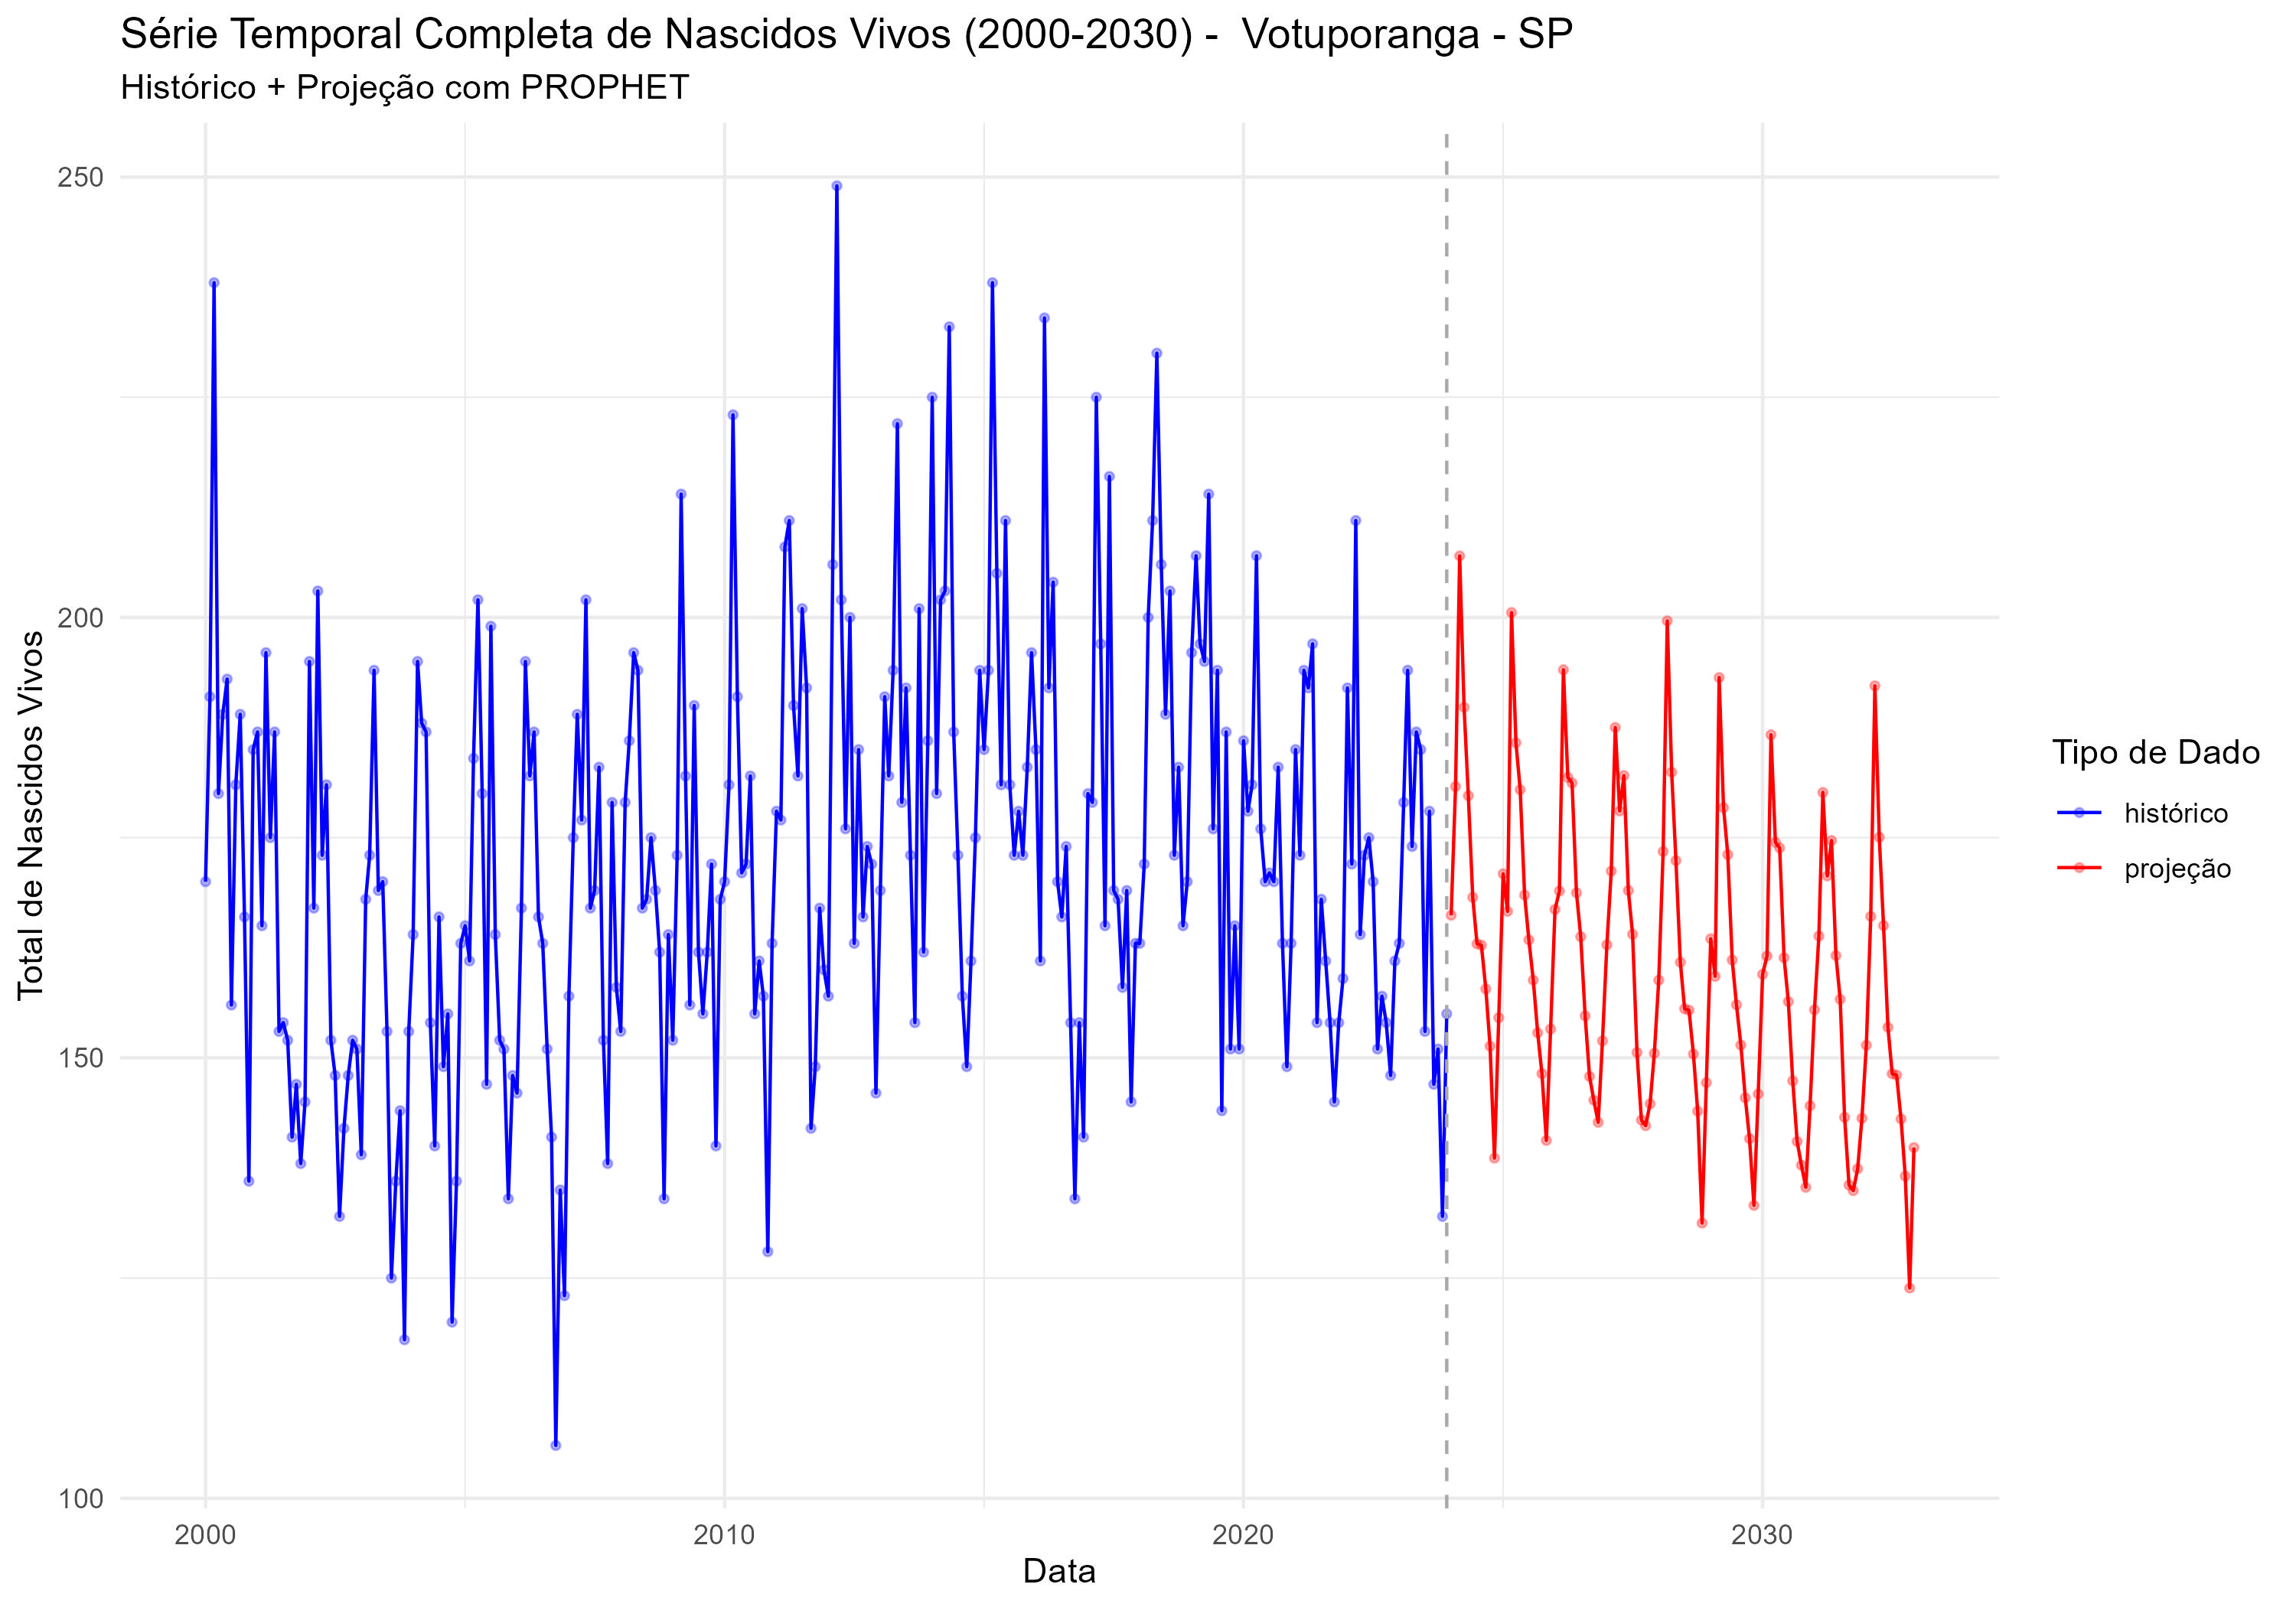 Série Temporal Completa de Nascidos Vivos (2000-2030) -  Votuporanga - SP
Histórico + Projeção com PROPHET
Total de Nascidos Vivos
250
200
150
100
2000
2010
2020
2030
Data
Tipo de Dado
histórico
projeção